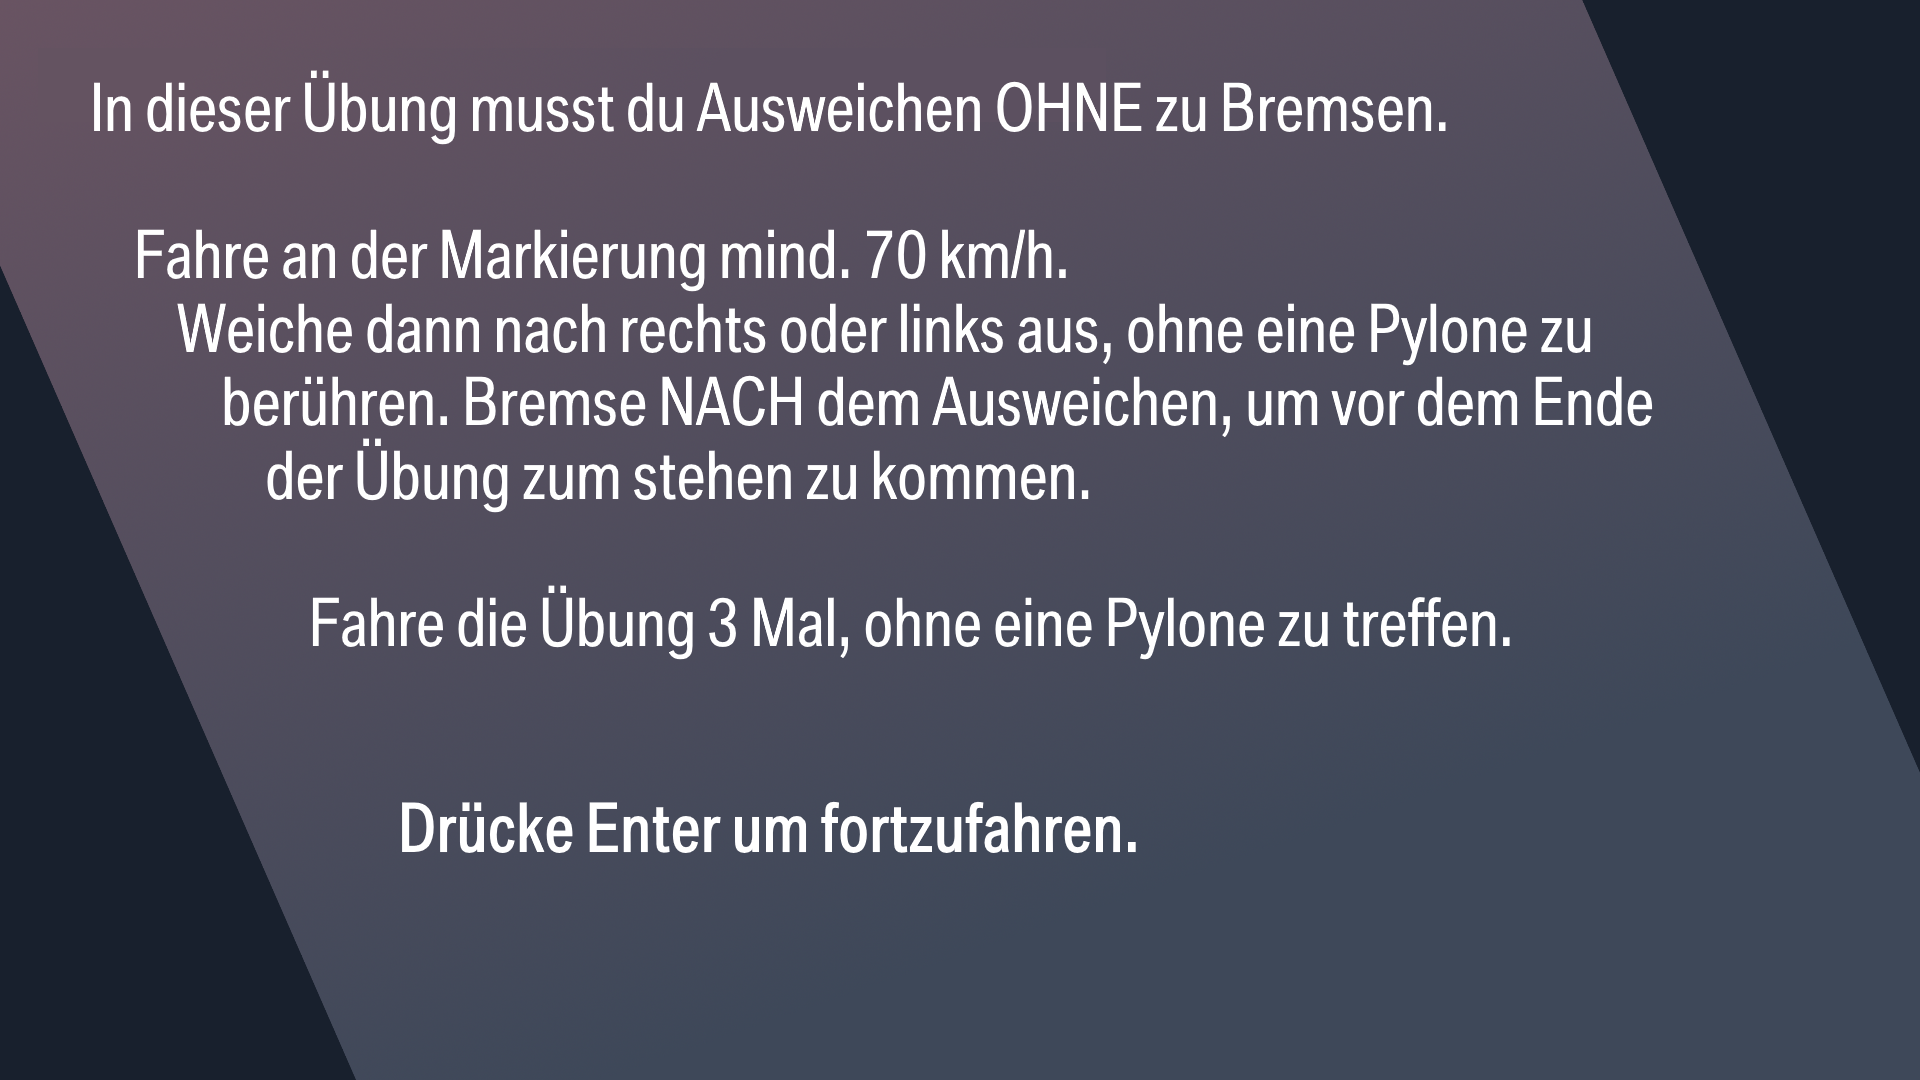 In dieser Übung musst du Ausweichen OHNE zu Bremsen.
Fahre an der Markierung mind. 70 km/h.
Weiche dann nach rechts oder links aus, ohne eine Pylone zu
berühren. Bremse NACH dem Ausweichen, um vor dem Ende
der Übung zum stehen zu kommen.
Fahre die Übung 3 Mal, ohne eine Pylone zu treffen.
Drücke Enter um fortzufahren.